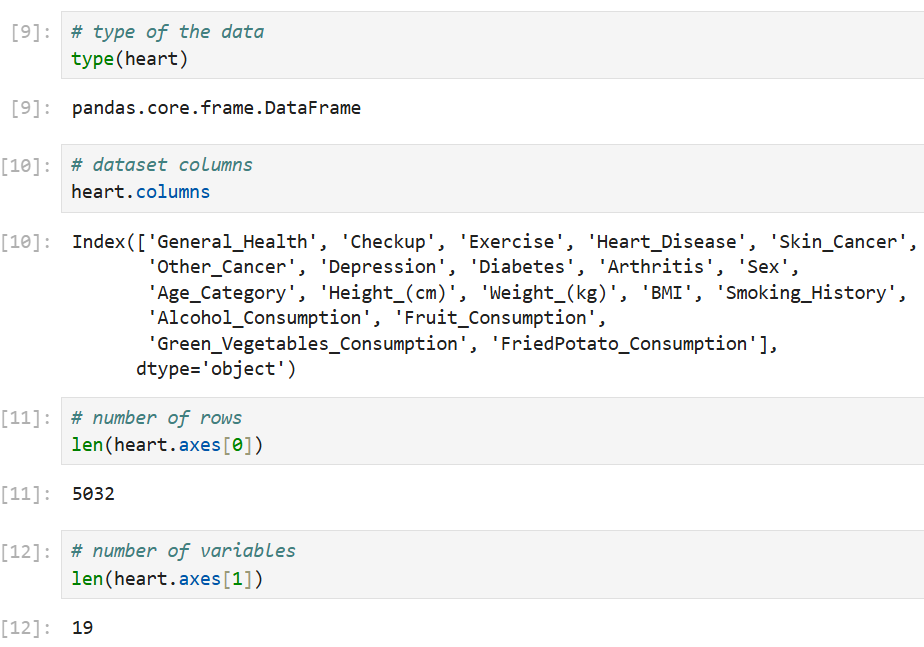 [9]: # type of the data
type(heart)
[9]: pandas.core.frame.DataFrame
[10]: # dataset columns
heart.columns
[10]: Index(['General_Health', 'Checkup', 'Exercise', 'Heart_Disease', 'Skin_Cancer',
'Other_Cancer', 'Depression', 'Diabetes', 'Arthritis', 'Sex',
'Age_Category', 'Height_(cm)', 'Weight_(kg)', 'BMI', 'Smoking_History',
'Alcohol_Consumption', 'Fruit_Consumption',
'Green_Vegetables_Consumption', 'FriedPotato_Consumption'],
dtype='object')
[11]: # number of rows
len(heart.axes[0])
[11]: 5032
[12]: # number of variables
len(heart.axes[1])
[12]: 19